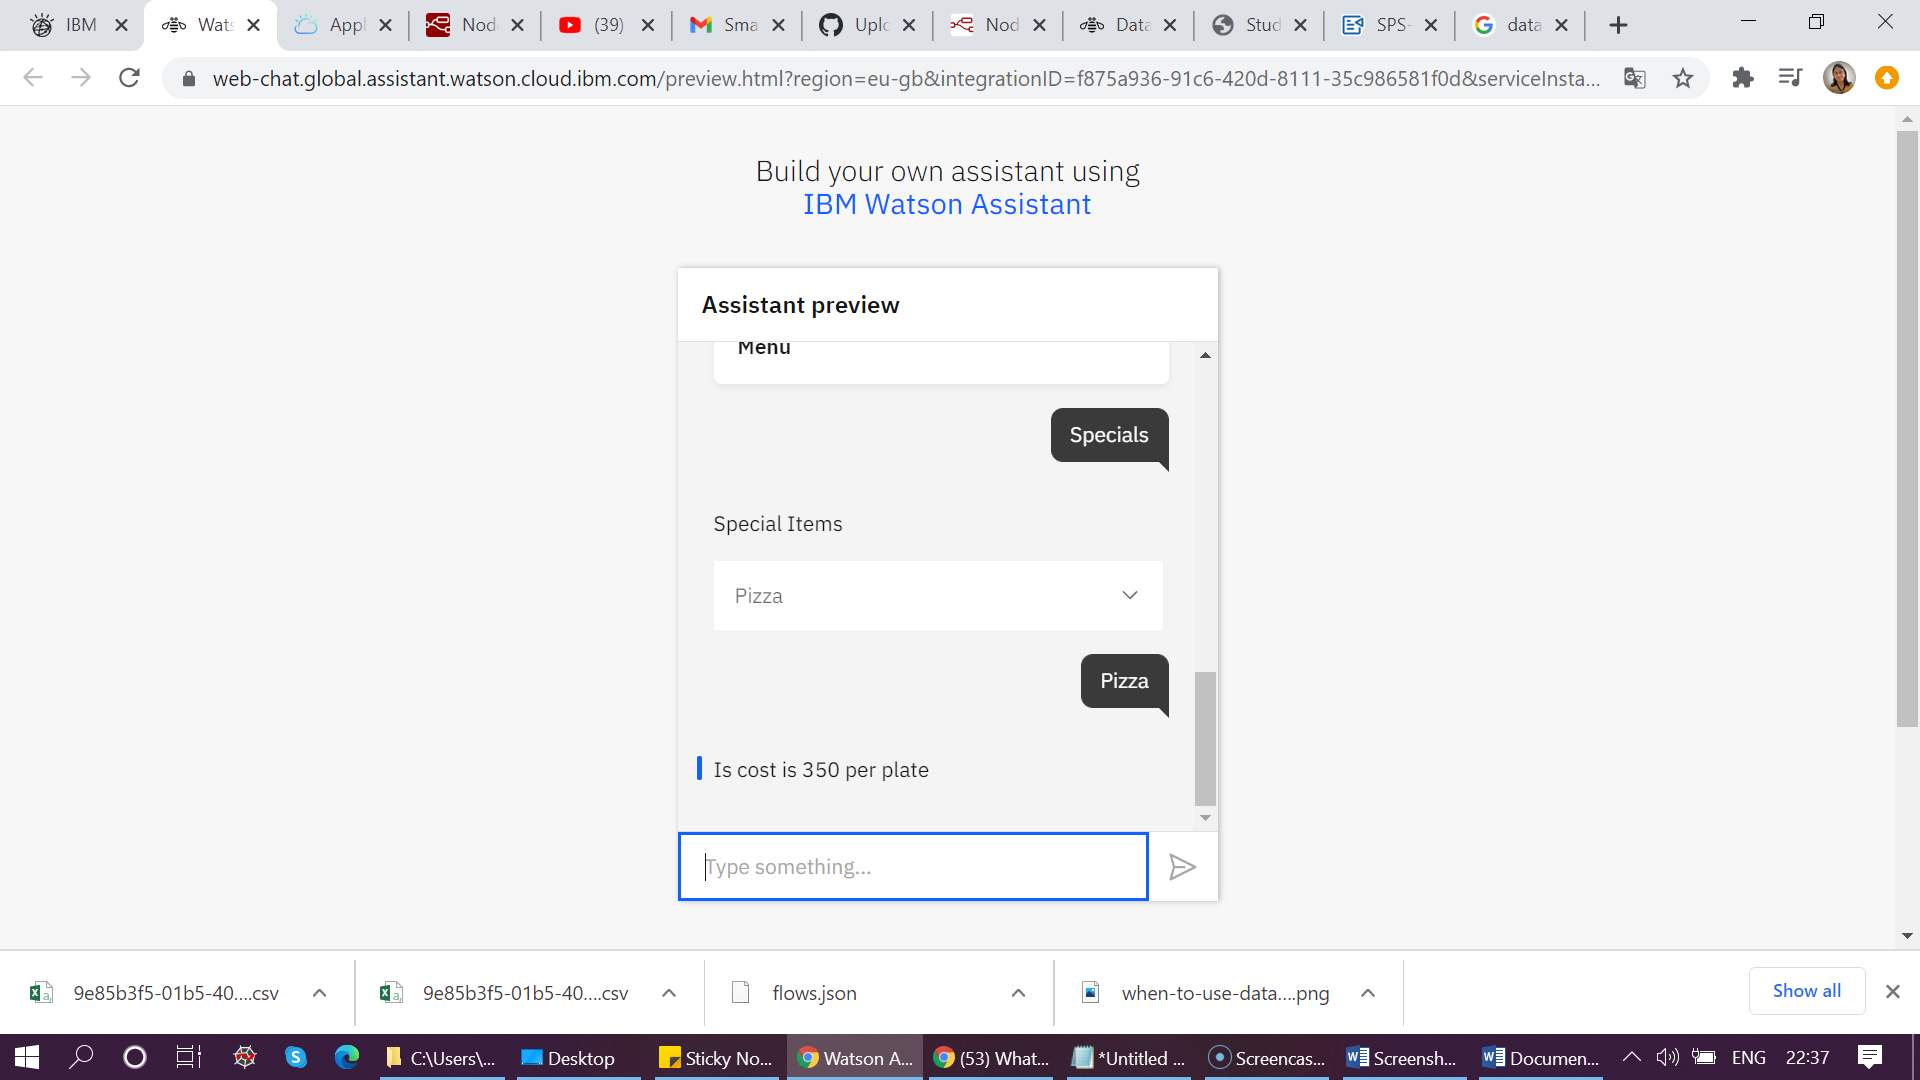 IBM
Wats
Appl
Nod
(39)
Sma
Uplo
Nod
Data
Stud
SPS-
data
web-chat.global.assistant.watson.cloud.ibm.com/preview.html?region=eu-gb&integrationID=f875a936-91c6-420d-8111-35c986581f0d&serviceInsta...
Build your own assistant using
IBM Watson Assistant
Assistant preview
Menu
Specials
Special Items
Pizza
Pizza
Is cost is 350 per plate
Type something...
9e85b3f5-01b5-40....csv
9e85b3f5-01b5-40....csv
flows.json
when-to-use-data....png
Show all
C:\Users\...
Desktop
Sticky No...
Watson A...
(53) What...
*Untitled ...
Screencas...
Screensh...
Documen...
ENG
22:37